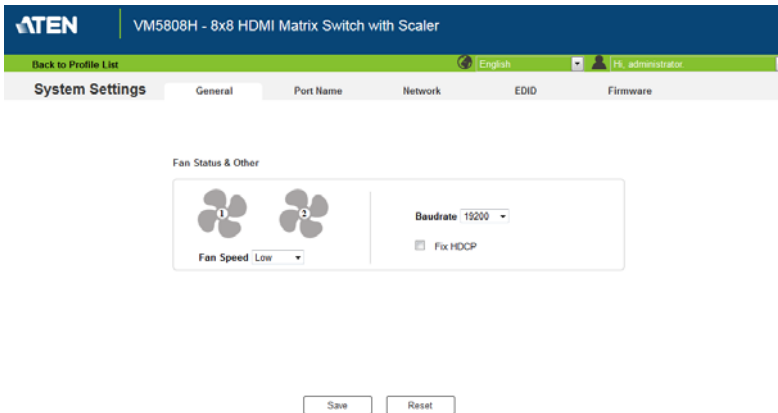 ATEN VM5808H - 8x8 HDMI Matrix Switch with Scaler
Back to Profile List English Hi, administrator.
System Settings General Port Name Network EDID Firmware
Fan Status & Other
1 2
Baudrate 19200
Fix HDCP
Fan Speed Low
Save Reset